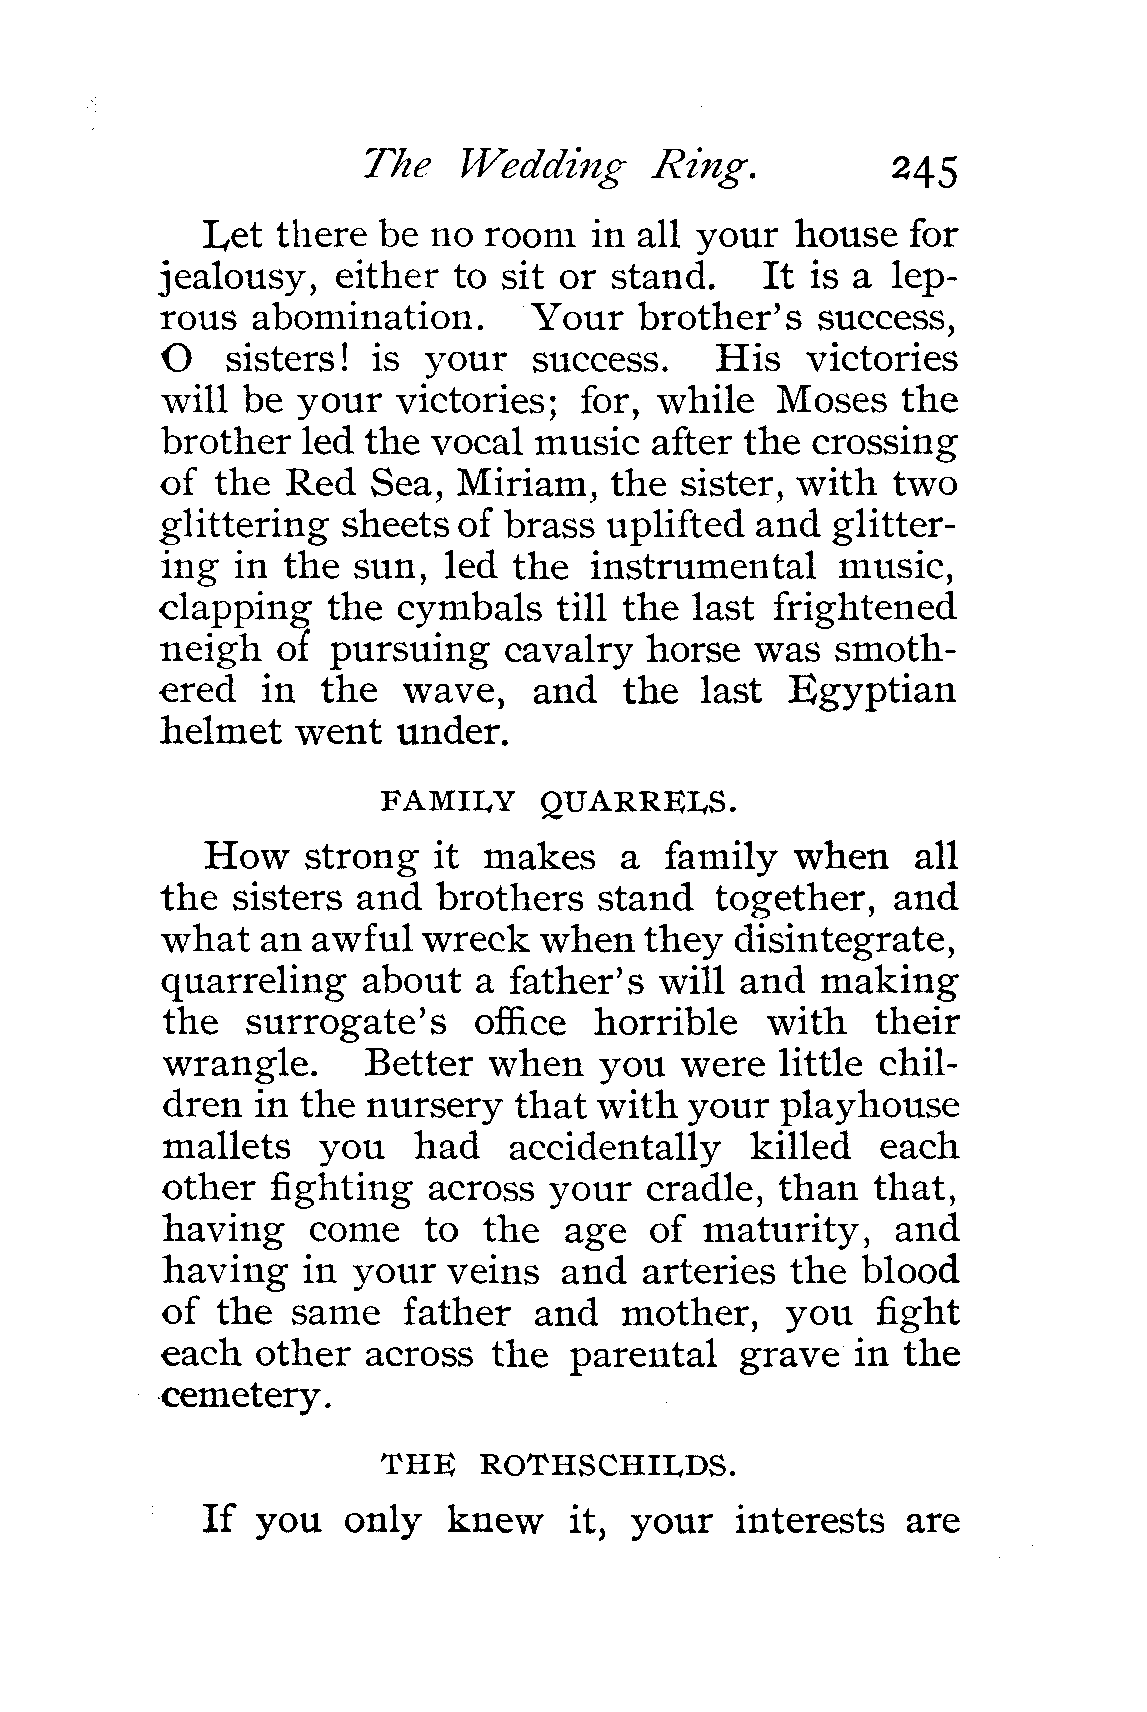 The Wedding Ring. 245
Let there be no room in all your house for
jealousy, either to sit or stand. It is a lep-
rous abomination. Your brother's success,
O sisters! is your success. His victories
will be your victories; for, while Moses the
brother led the vocal music after the crossing
of the Red Sea, Miriam, the sister, with two
glittering sheets of brass uplifted and glitter-
ing in the sun, led the instrumental music,
clapping the cymbals till the last frightened
neigh of pursuing cavalry horse was smoth-
ered in the wave, and the last Egyptian
helmet went under.
FAMILY QUARRELS.
How strong it makes a family when all
the sisters and brothers stand together, and
what an awful wreck when they disintegrate,
quarreling about a father's will and making
the surrogate's office horrible with their
wrangle. Better when you were little chil-
dren in the nursery that with your playhouse
mallets you had accidentally killed each
other fighting across your cradle, than that,
having come to the age of maturity, and
having in your veins and arteries the blood
of the same father and mother, you fight
each other across the parental grave in the
cemetery.
THE ROTHSCHILDS.
If you only knew it, your interests are